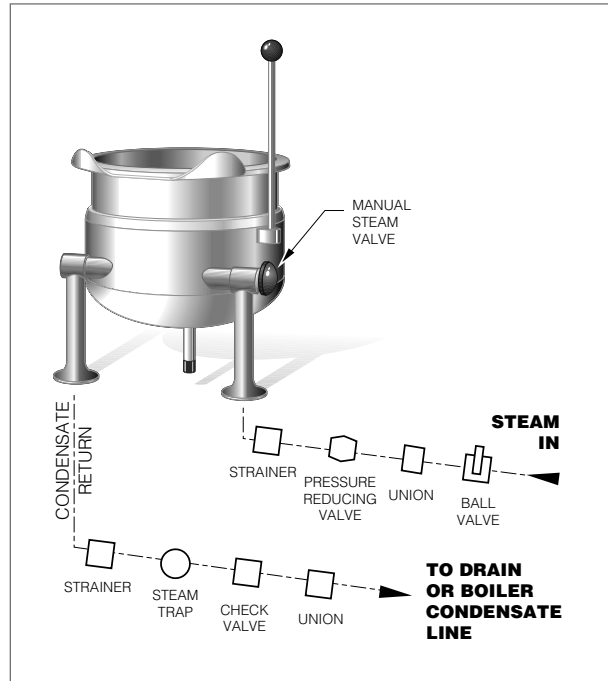 MANUAL
STEAM
VALVE
CONDENSATE
RETURN
STEAM
IN
STRAINER
PRESSURE
REDUCING
VALVE
UNION
BALL
VALVE
STRAINER
STEAM
TRAP
CHECK
VALVE
UNION
TO DRAIN
OR BOILER
CONDENSATE
LINE